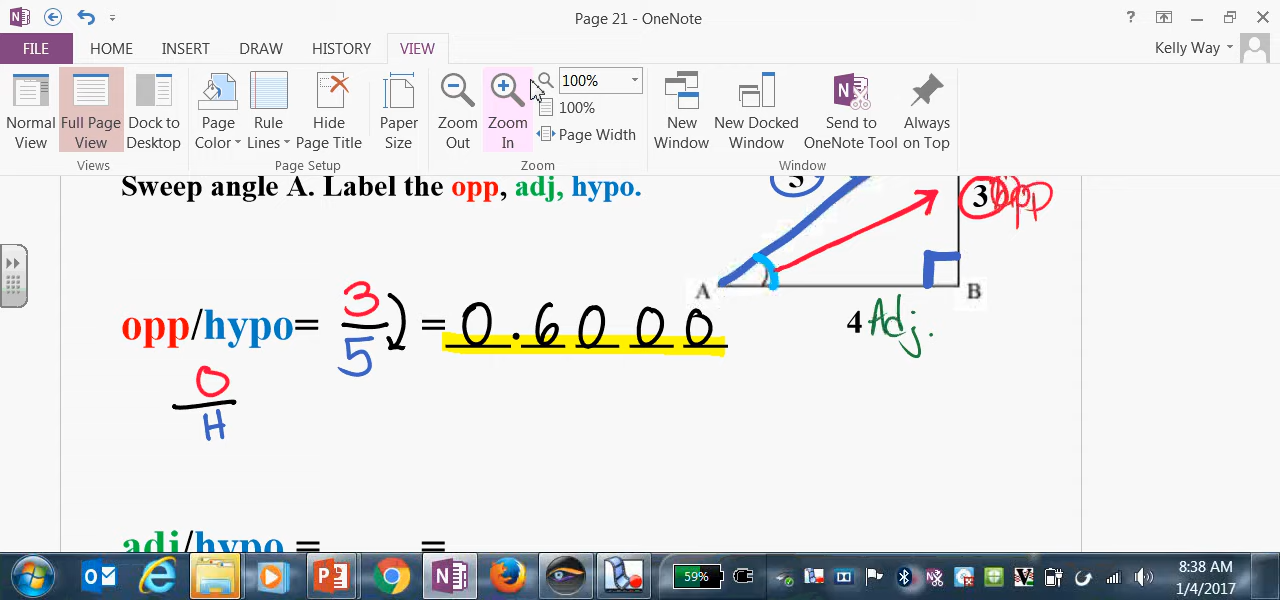 Page 21 - OneNote
?
FILE HOME INSERT DRAW HISTORY VIEW Kelly Way
Normal View
Full Page View
Dock to Desktop
Views
Page Color
Rule Lines
Hide Page Title
Paper Size
Page Setup
Zoom Out
Zoom In
100%
100%
Page Width
Zoom
New Window
New Docked Window
Send to OneNote Tool
Always on Top
Window
Sweep angle A. Label the opp, adj, hypo.
5
3 opp
A
B
opp/hypo= 3/5 = 0.6000
4 Adj.
O
H
adj/hypo = =
59%
8:38 AM
1/4/2017